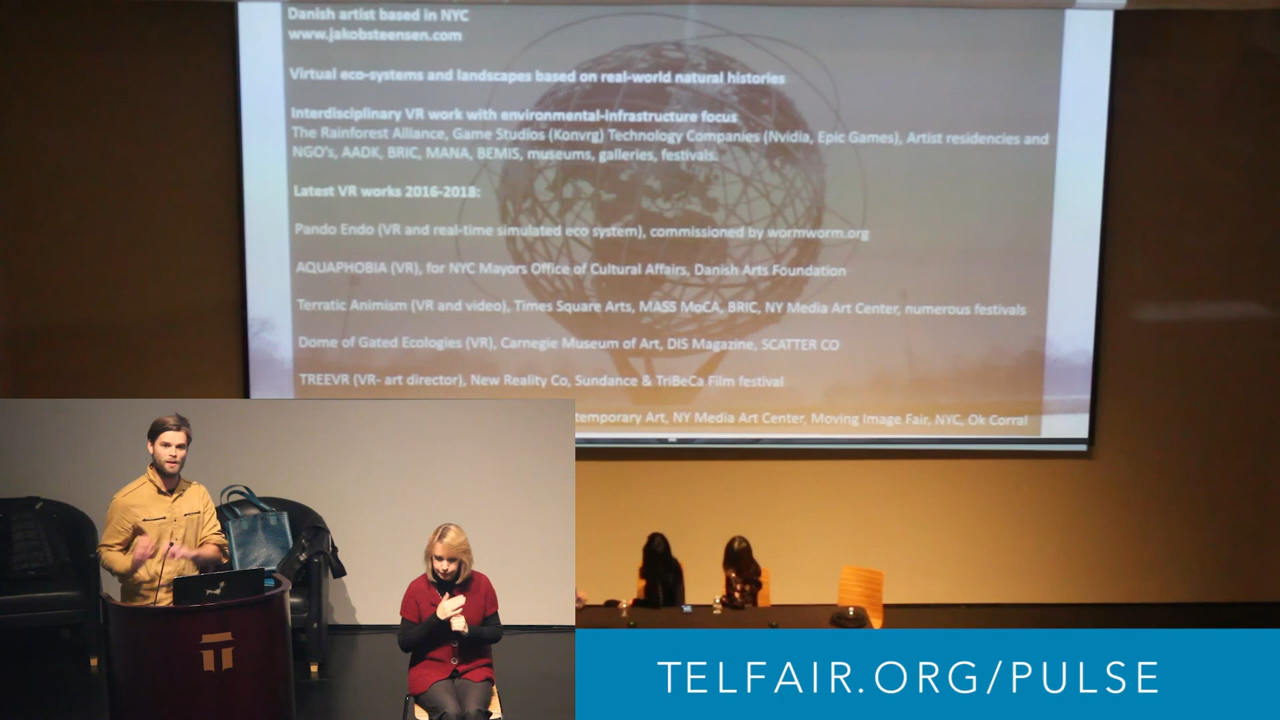 Danish artist based in NYC
www.jakobsteensen.com
Virtual eco-systems and landscapes based on real-world natural histories
Interdisciplinary VR work with environmental-infrastructure focus
The Rainforest Alliance, Game Studios (Konvrg) Technology Companies (Nvidia, Epic Games), Artist residencies and
NGO's, AADK, BRIC, MANA, BEMIS, museums, galleries, festivals.
Latest VR works 2016-2018:
Pando Endo (VR and real-time simulated eco system), commissioned by wormworm.org
AQUAPHOBIA (VR), for NYC Mayors Office of Cultural Affairs, Danish Arts Foundation
Terratic Animism (VR and video), Times Square Arts, MASS MoCA, BRIC, NY Media Art Center, numerous festivals
Dome of Gated Ecologies (VR), Carnegie Museum of Art, DIS Magazine, SCATTER CO
TREEVR (VR- art director), New Reality Co, Sundance & TriBeCa Film festival
Art, NY Media Art Center, Moving Image Fair, NYC, Ok Corral
TELFAIR.ORG/PULSE